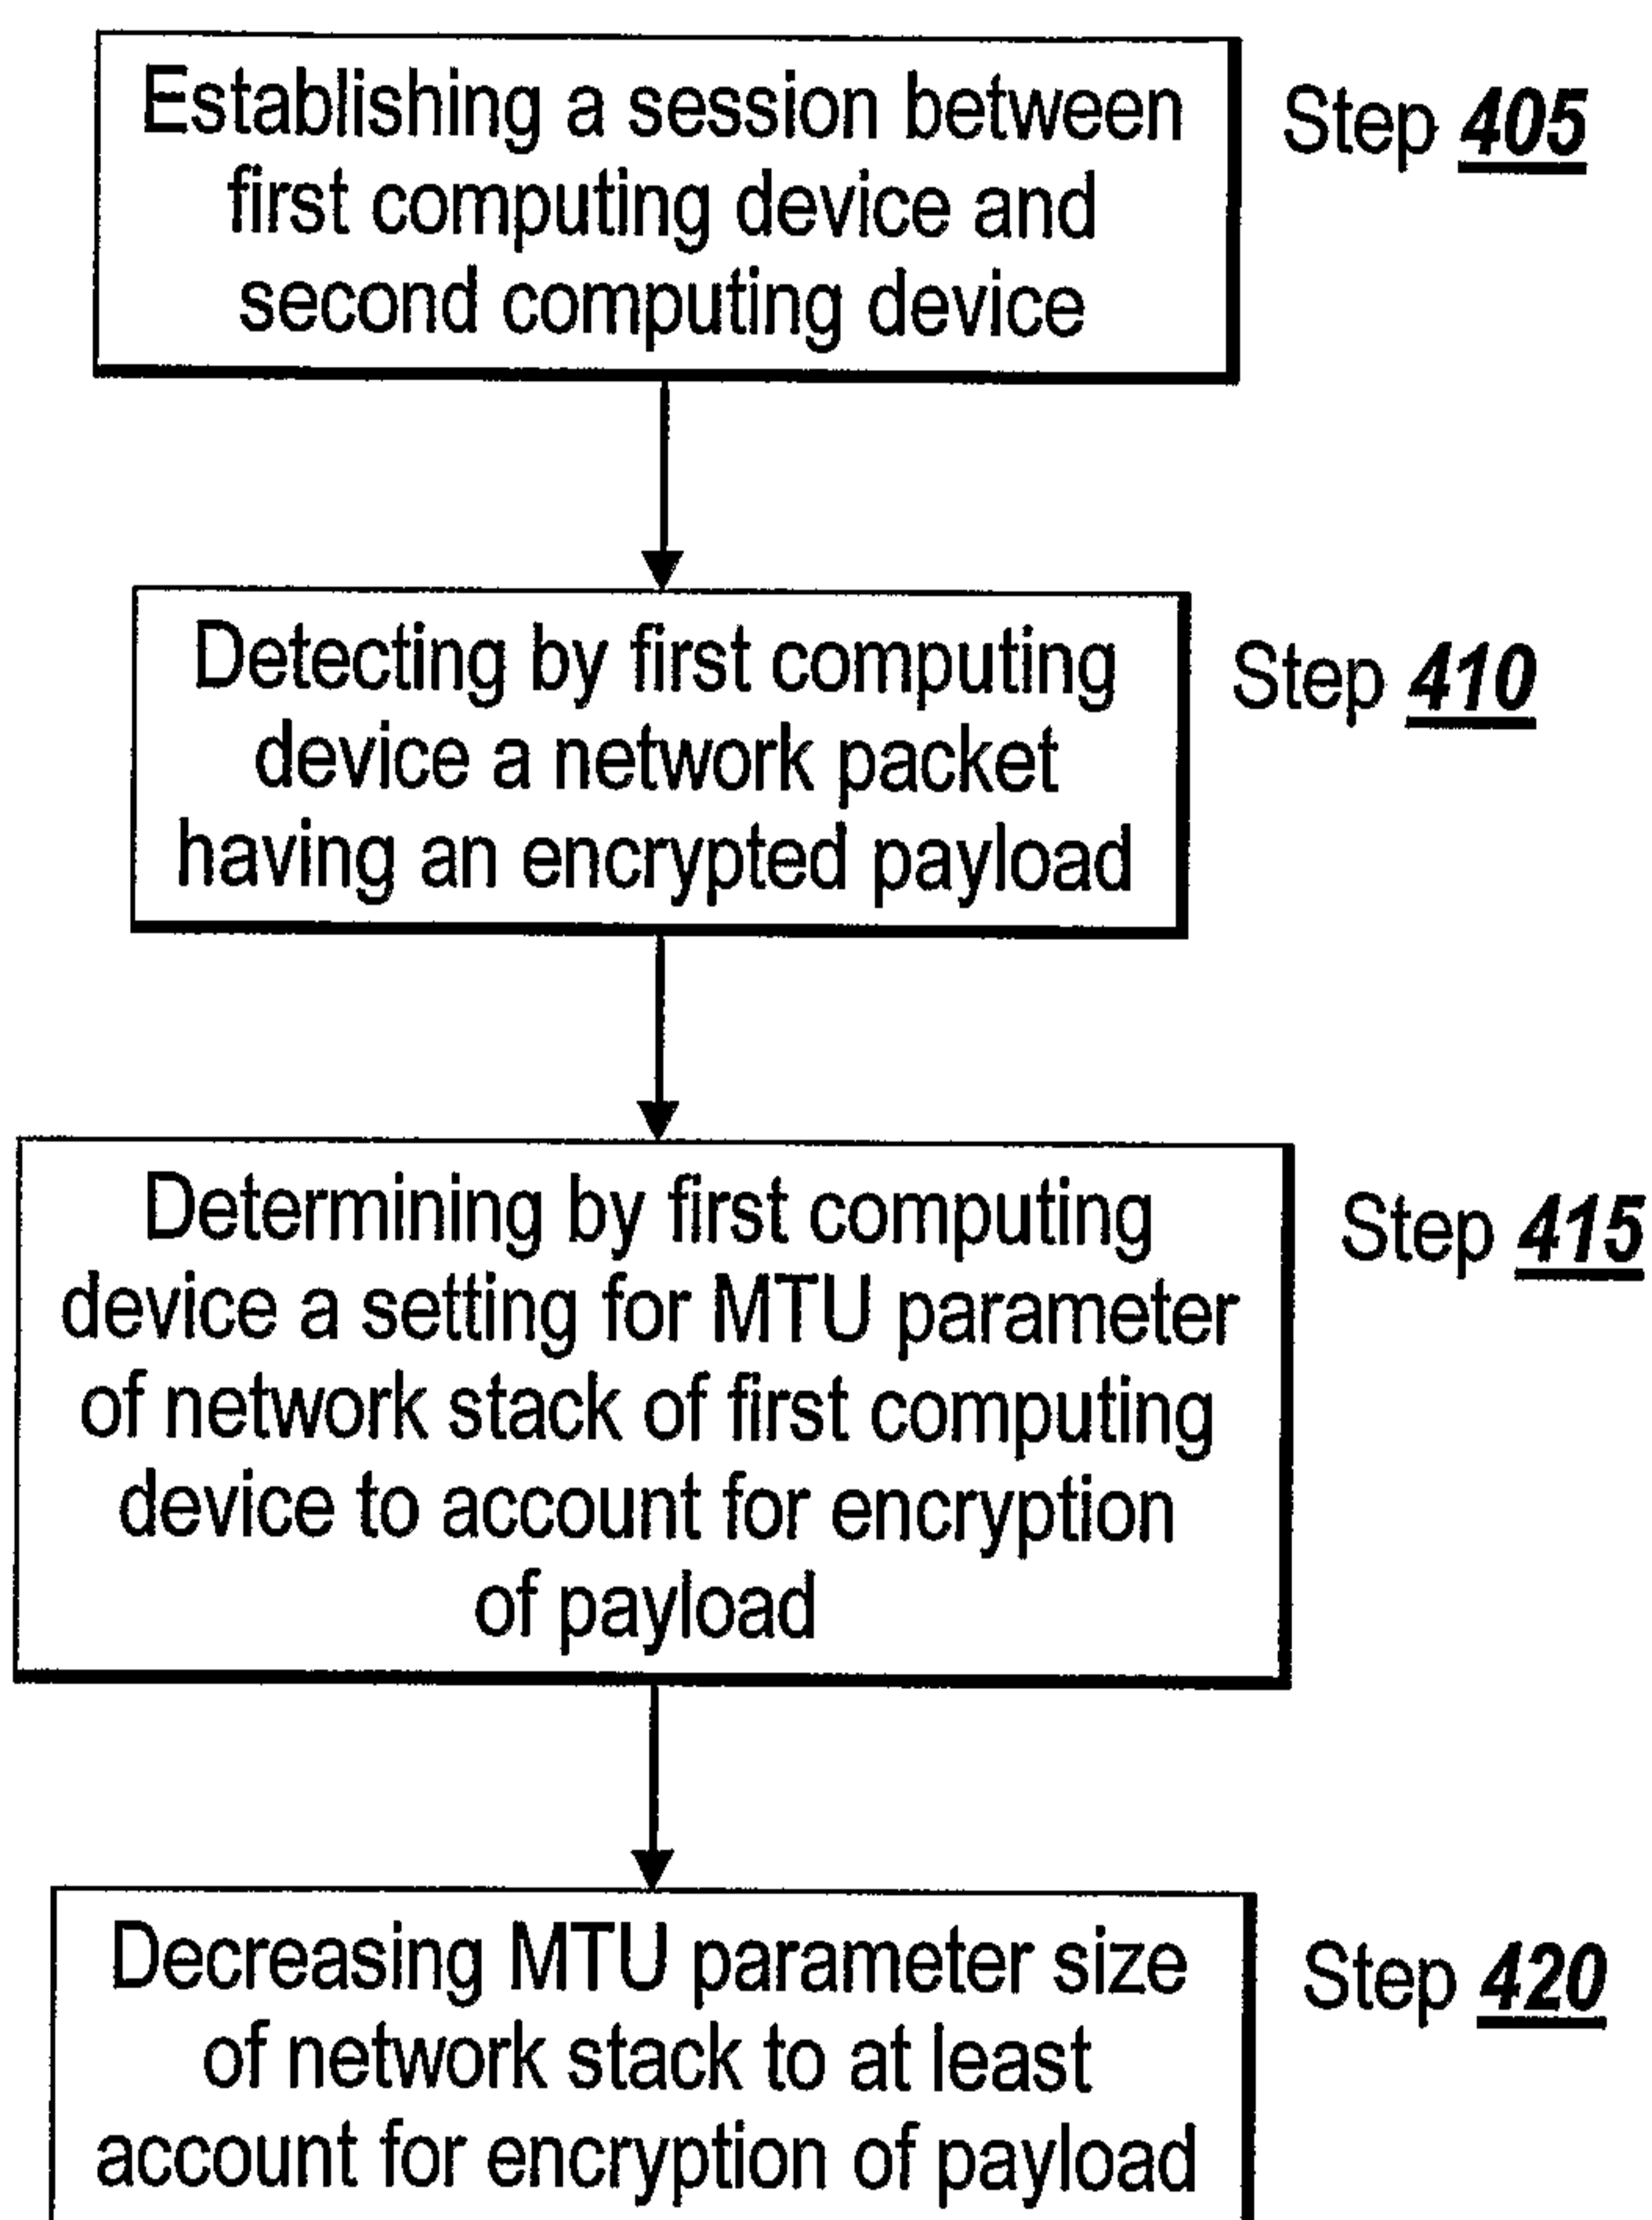 Establishing a session between
first computing device and
second computing device
Step 405
Detecting by first computing
device a network packet
having an encrypted payload
Step 410
Determining by first computing
device a setting for MTU parameter
of network stack of first computing
device to account for encryption
of payload
Step 415
Decreasing MTU parameter size
of network stack to at least
account for encryption of payload
Step 420